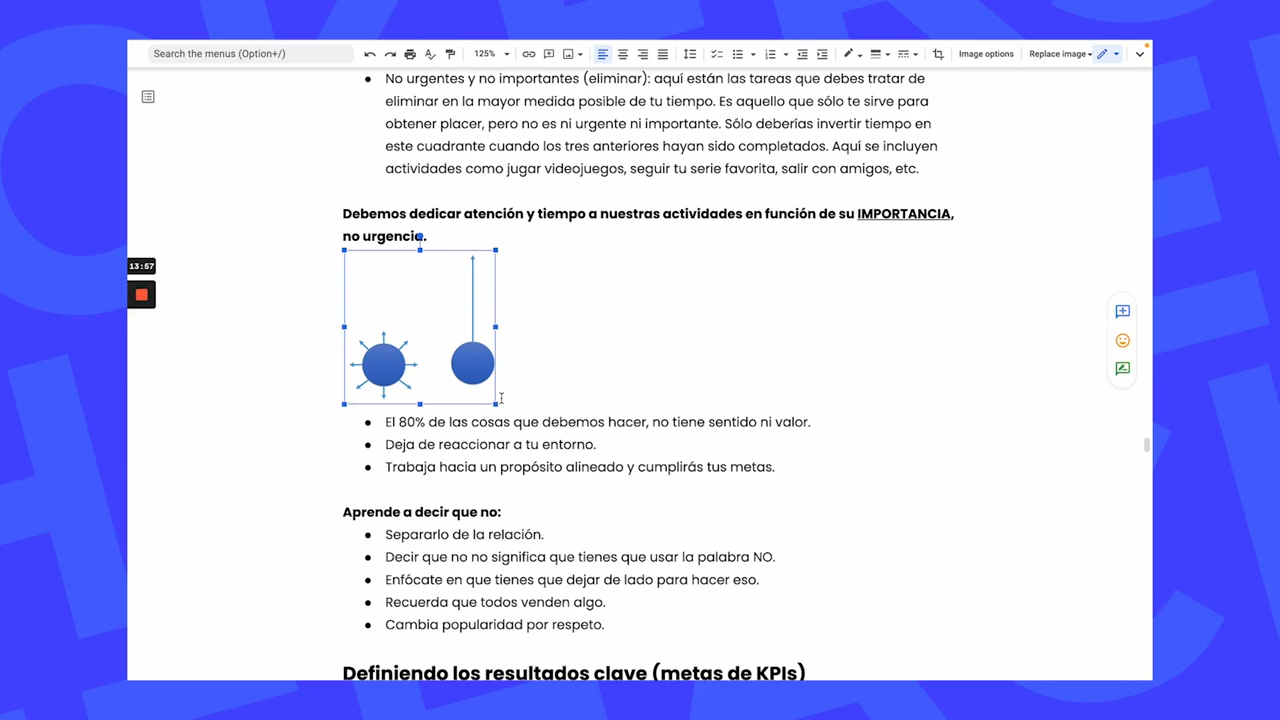 Search the menus (Option+/)
125%
Image options
Replace image
No urgentes y no importantes (eliminar): aquí están las tareas que debes tratar de
eliminar en la mayor medida posible de tu tiempo. Es aquello que sólo te sirve para
obtener placer, pero no es ni urgente ni importante. Sólo deberías invertir tiempo en
este cuadrante cuando los tres anteriores hayan sido completados. Aquí se incluyen
actividades como jugar videojuegos, seguir tu serie favorita, salir con amigos, etc.
Debemos dedicar atención y tiempo a nuestras actividades en función de su IMPORTANCIA,
no urgencia.
13:57
El 80% de las cosas que debemos hacer, no tiene sentido ni valor.
Deja de reaccionar a tu entorno.
Trabaja hacia un propósito alineado y cumplirás tus metas.
Aprende a decir que no:
Separarlo de la relación.
Decir que no no significa que tienes que usar la palabra NO.
Enfócate en que tienes que dejar de lado para hacer eso.
Recuerda que todos venden algo.
Cambia popularidad por respeto.
Definiendo los resultados clave (metas de KPIs)